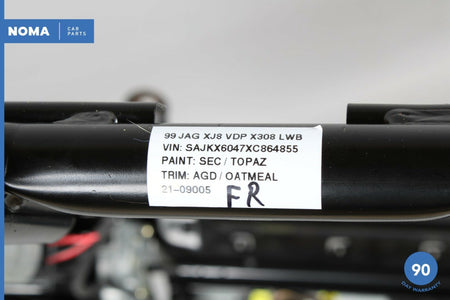 NOMA CAR PARTS
99 JAG XJ8 VDP X308 LWB
VIN: SAJKX6047XC864855
PAINT: SEC / TOPAZ
TRIM: AGD / OATMEAL
21-09005 FR
90
DAY WARRANTY